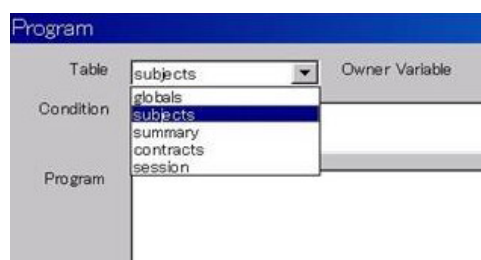 Program
Table subjects Owner Variable
globals
Condition subjects
summary
contracts
session
Program